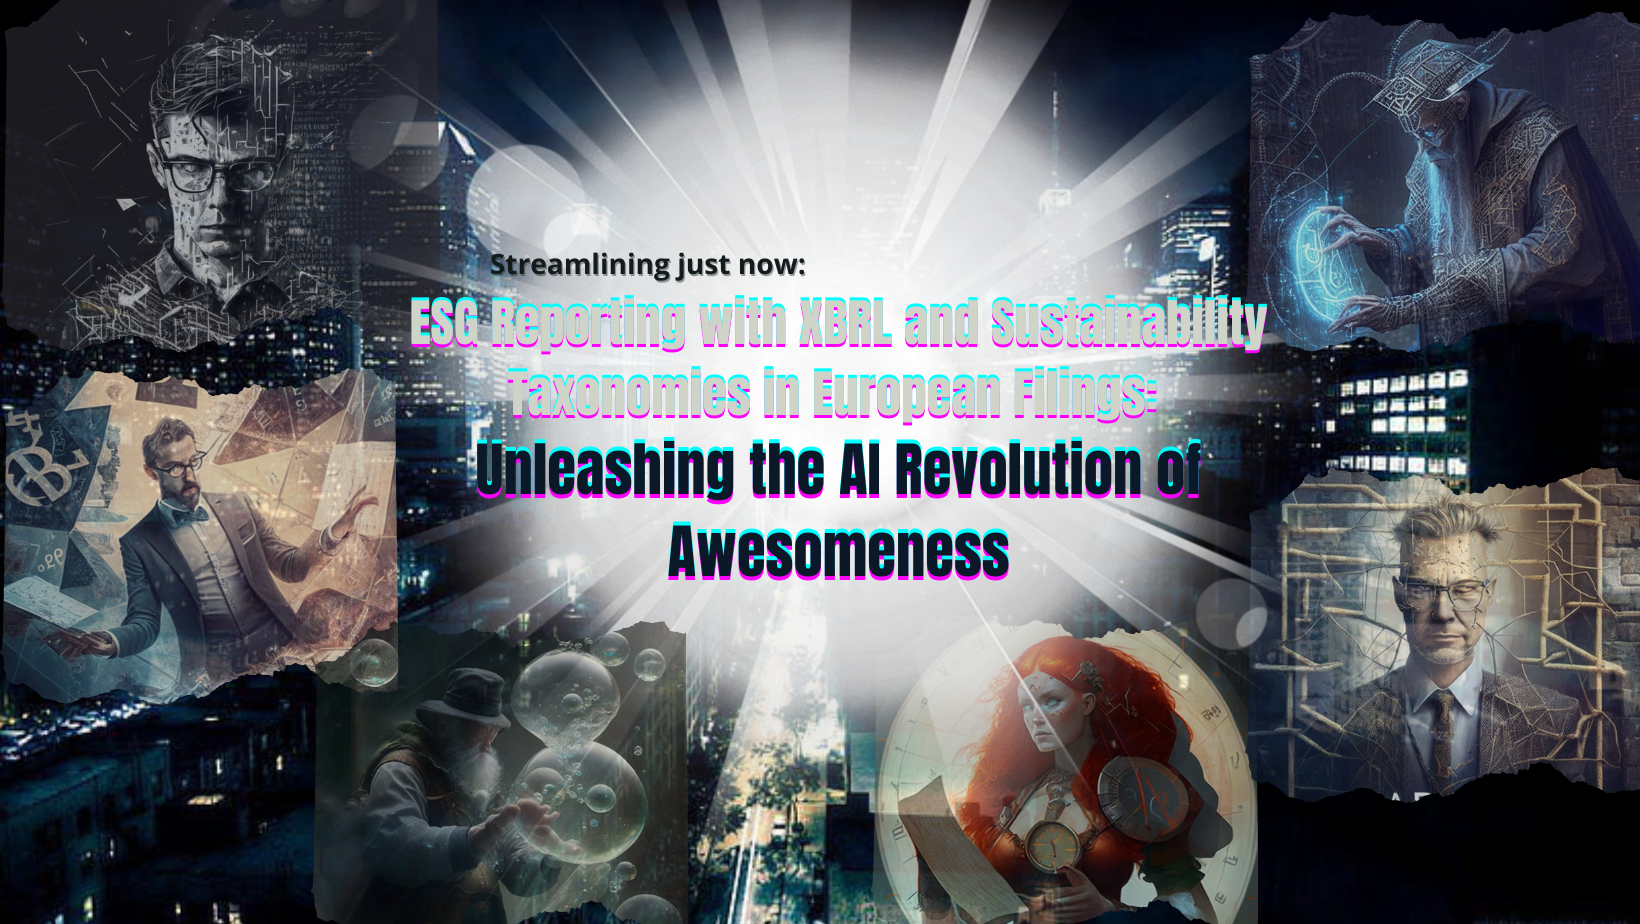 Streamlining just now:
ESG Reporting with XBRL and Sustainability
Taxonomies in European Filings:
Unleashing the AI Revolution of
Awesomeness